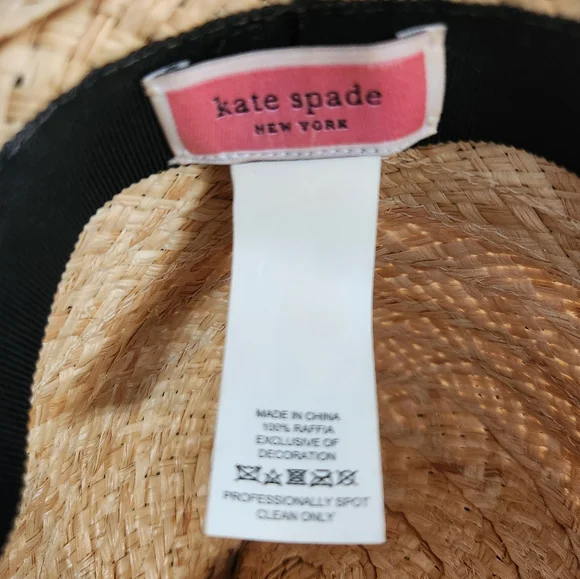 kate spade
NEW YORK
MADE IN CHINA
100% RAFFIA
EXCLUSIVE OF
DECORATION
PROFESSIONALLY SPOT
CLEAN ONLY